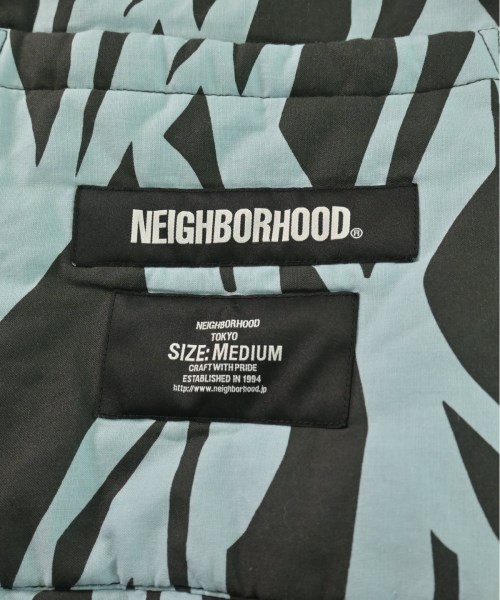 NEIGHBORHOOD®
NEIGHBORHOOD
TOKYO
SIZE: MEDIUM
CRAFT WITH PRIDE
ESTABLISHED IN 1994
http://www.neighborhood.jp